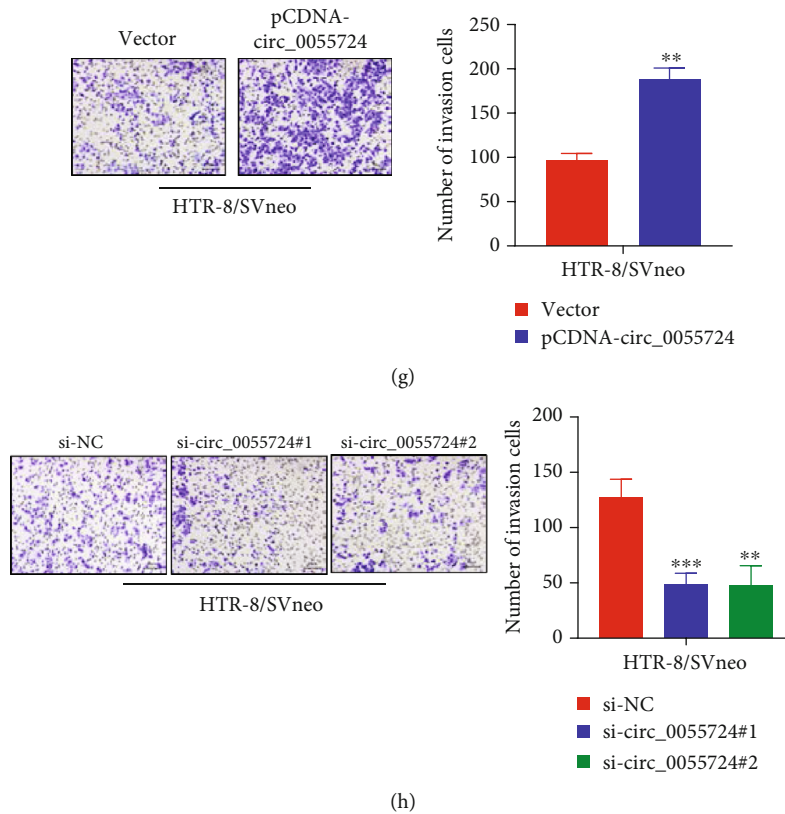 Vector
pCDNA-
circ_0055724
HTR-8/SVneo
Number of invasion cells
250
200
150
100
50
0
**
HTR-8/SVneo
Vector
pCDNA-circ_0055724
(g)
si-NC
si-circ_0055724#1
si-circ_0055724#2
HTR-8/SVneo
Number of invasion cells
200
150
100
50
0
***
**
HTR-8/SVneo
si-NC
si-circ_0055724#1
si-circ_0055724#2
(h)